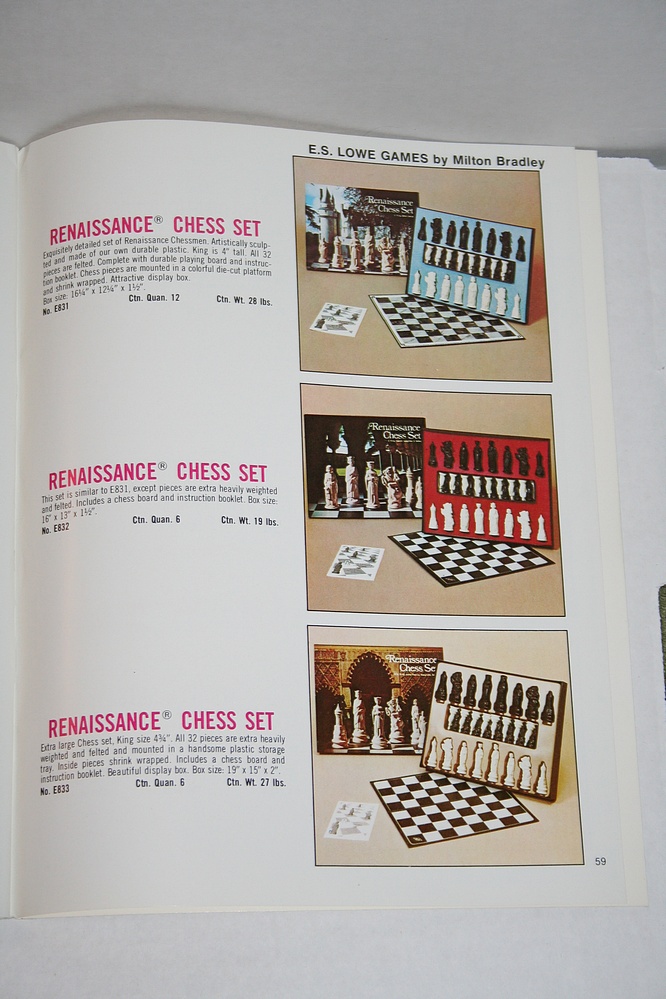 E.S. LOWE GAMES by Milton Bradley
RENAISSANCE® CHESS SET
Exquisitely detailed set of Renaissance Chessmen. Artistically sculp-
ted and made of our own durable plastic. King is 4" tall. All 32
pieces are felted. Complete with durable playing board and instruc-
tion booklet. Chess pieces are mounted in a colorful die-cut platform
and shrink wrapped. Attractive display box.
Box size: 16¼" x 12¼" x 1½".
Ctn. Quan. 12 Ctn. Wt. 28 lbs.
No. E831
Renaissance
Chess Set
RENAISSANCE® CHESS SET
This set is similar to E831, except pieces are extra heavily weighted
and felted. Includes a chess board and instruction booklet. Box size:
16" x 13" x 1½".
Ctn. Quan. 6 Ctn. Wt. 19 lbs.
No. E832
Renaissance
Chess Set
RENAISSANCE® CHESS SET
Extra large Chess set, King size 4¾". All 32 pieces are extra heavily
weighted and felted and mounted in a handsome plastic storage
tray. Inside pieces shrink wrapped. Includes a chess board and
instruction booklet. Beautiful display box. Box size: 19" x 15" x 2".
Ctn. Quan. 6 Ctn. Wt. 27 lbs.
No. E833
Renaissance
Chess Se
59